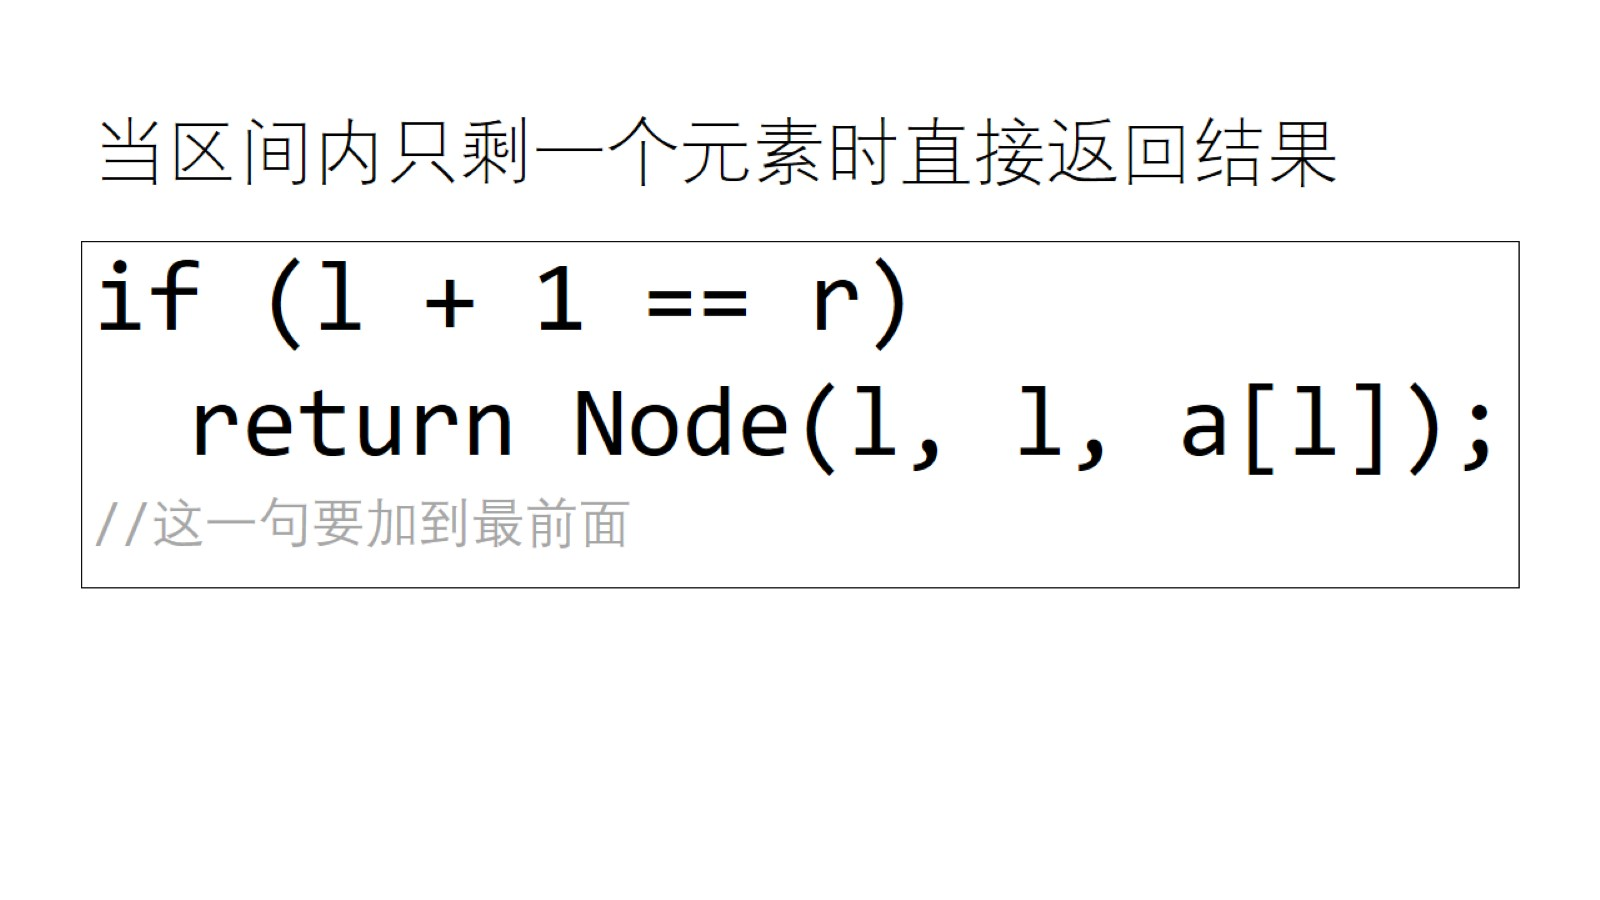 当区间内只剩一个元素时直接返回结果
if (l + 1 == r)
  return Node(l, l, a[l]);
//这一句要加到最前面